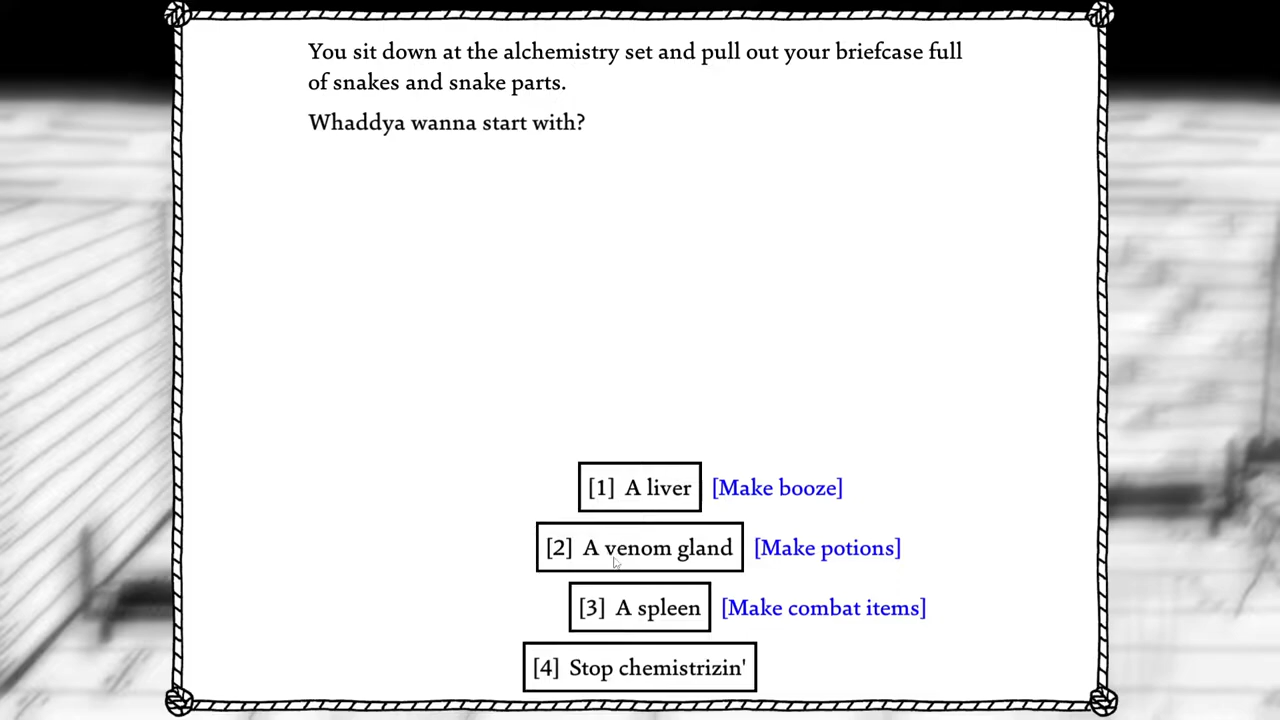 You sit down at the alchemistry set and pull out your briefcase full
of snakes and snake parts.
Whaddya wanna start with?
[1] A liver [Make booze]
[2] A venom gland [Make potions]
[3] A spleen [Make combat items]
[4] Stop chemistrizin'